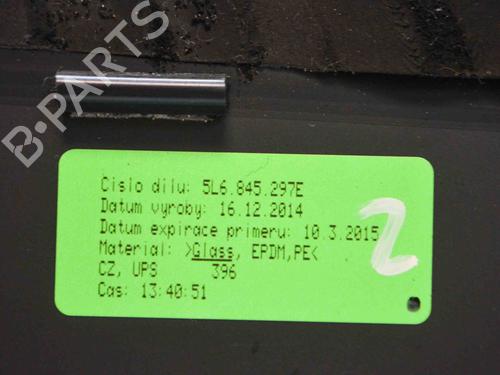 B-PARTS
Cislo dilu: 5L6.845.297E
Datum vyroby: 16.12.2014
Datum expirace primeru: 10.3.2015
Material: >Glass, EPDM,PE<
CZ, UPS 396
Cas: 13:40:51
2